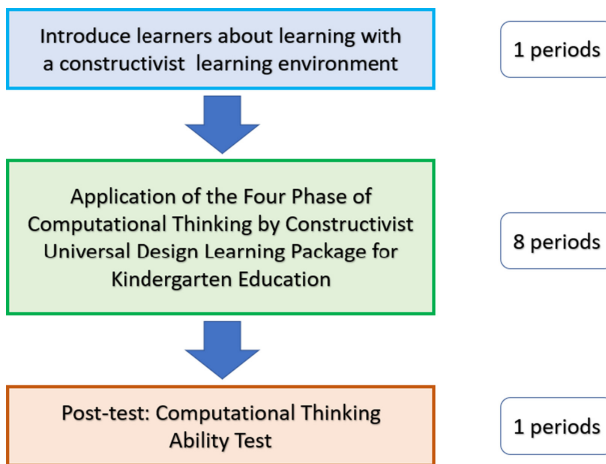 Introduce learners about learning with
a constructivist learning environment
1 periods
Application of the Four Phase of
Computational Thinking by Constructivist
Universal Design Learning Package for
Kindergarten Education
8 periods
Post-test: Computational Thinking
Ability Test
1 periods